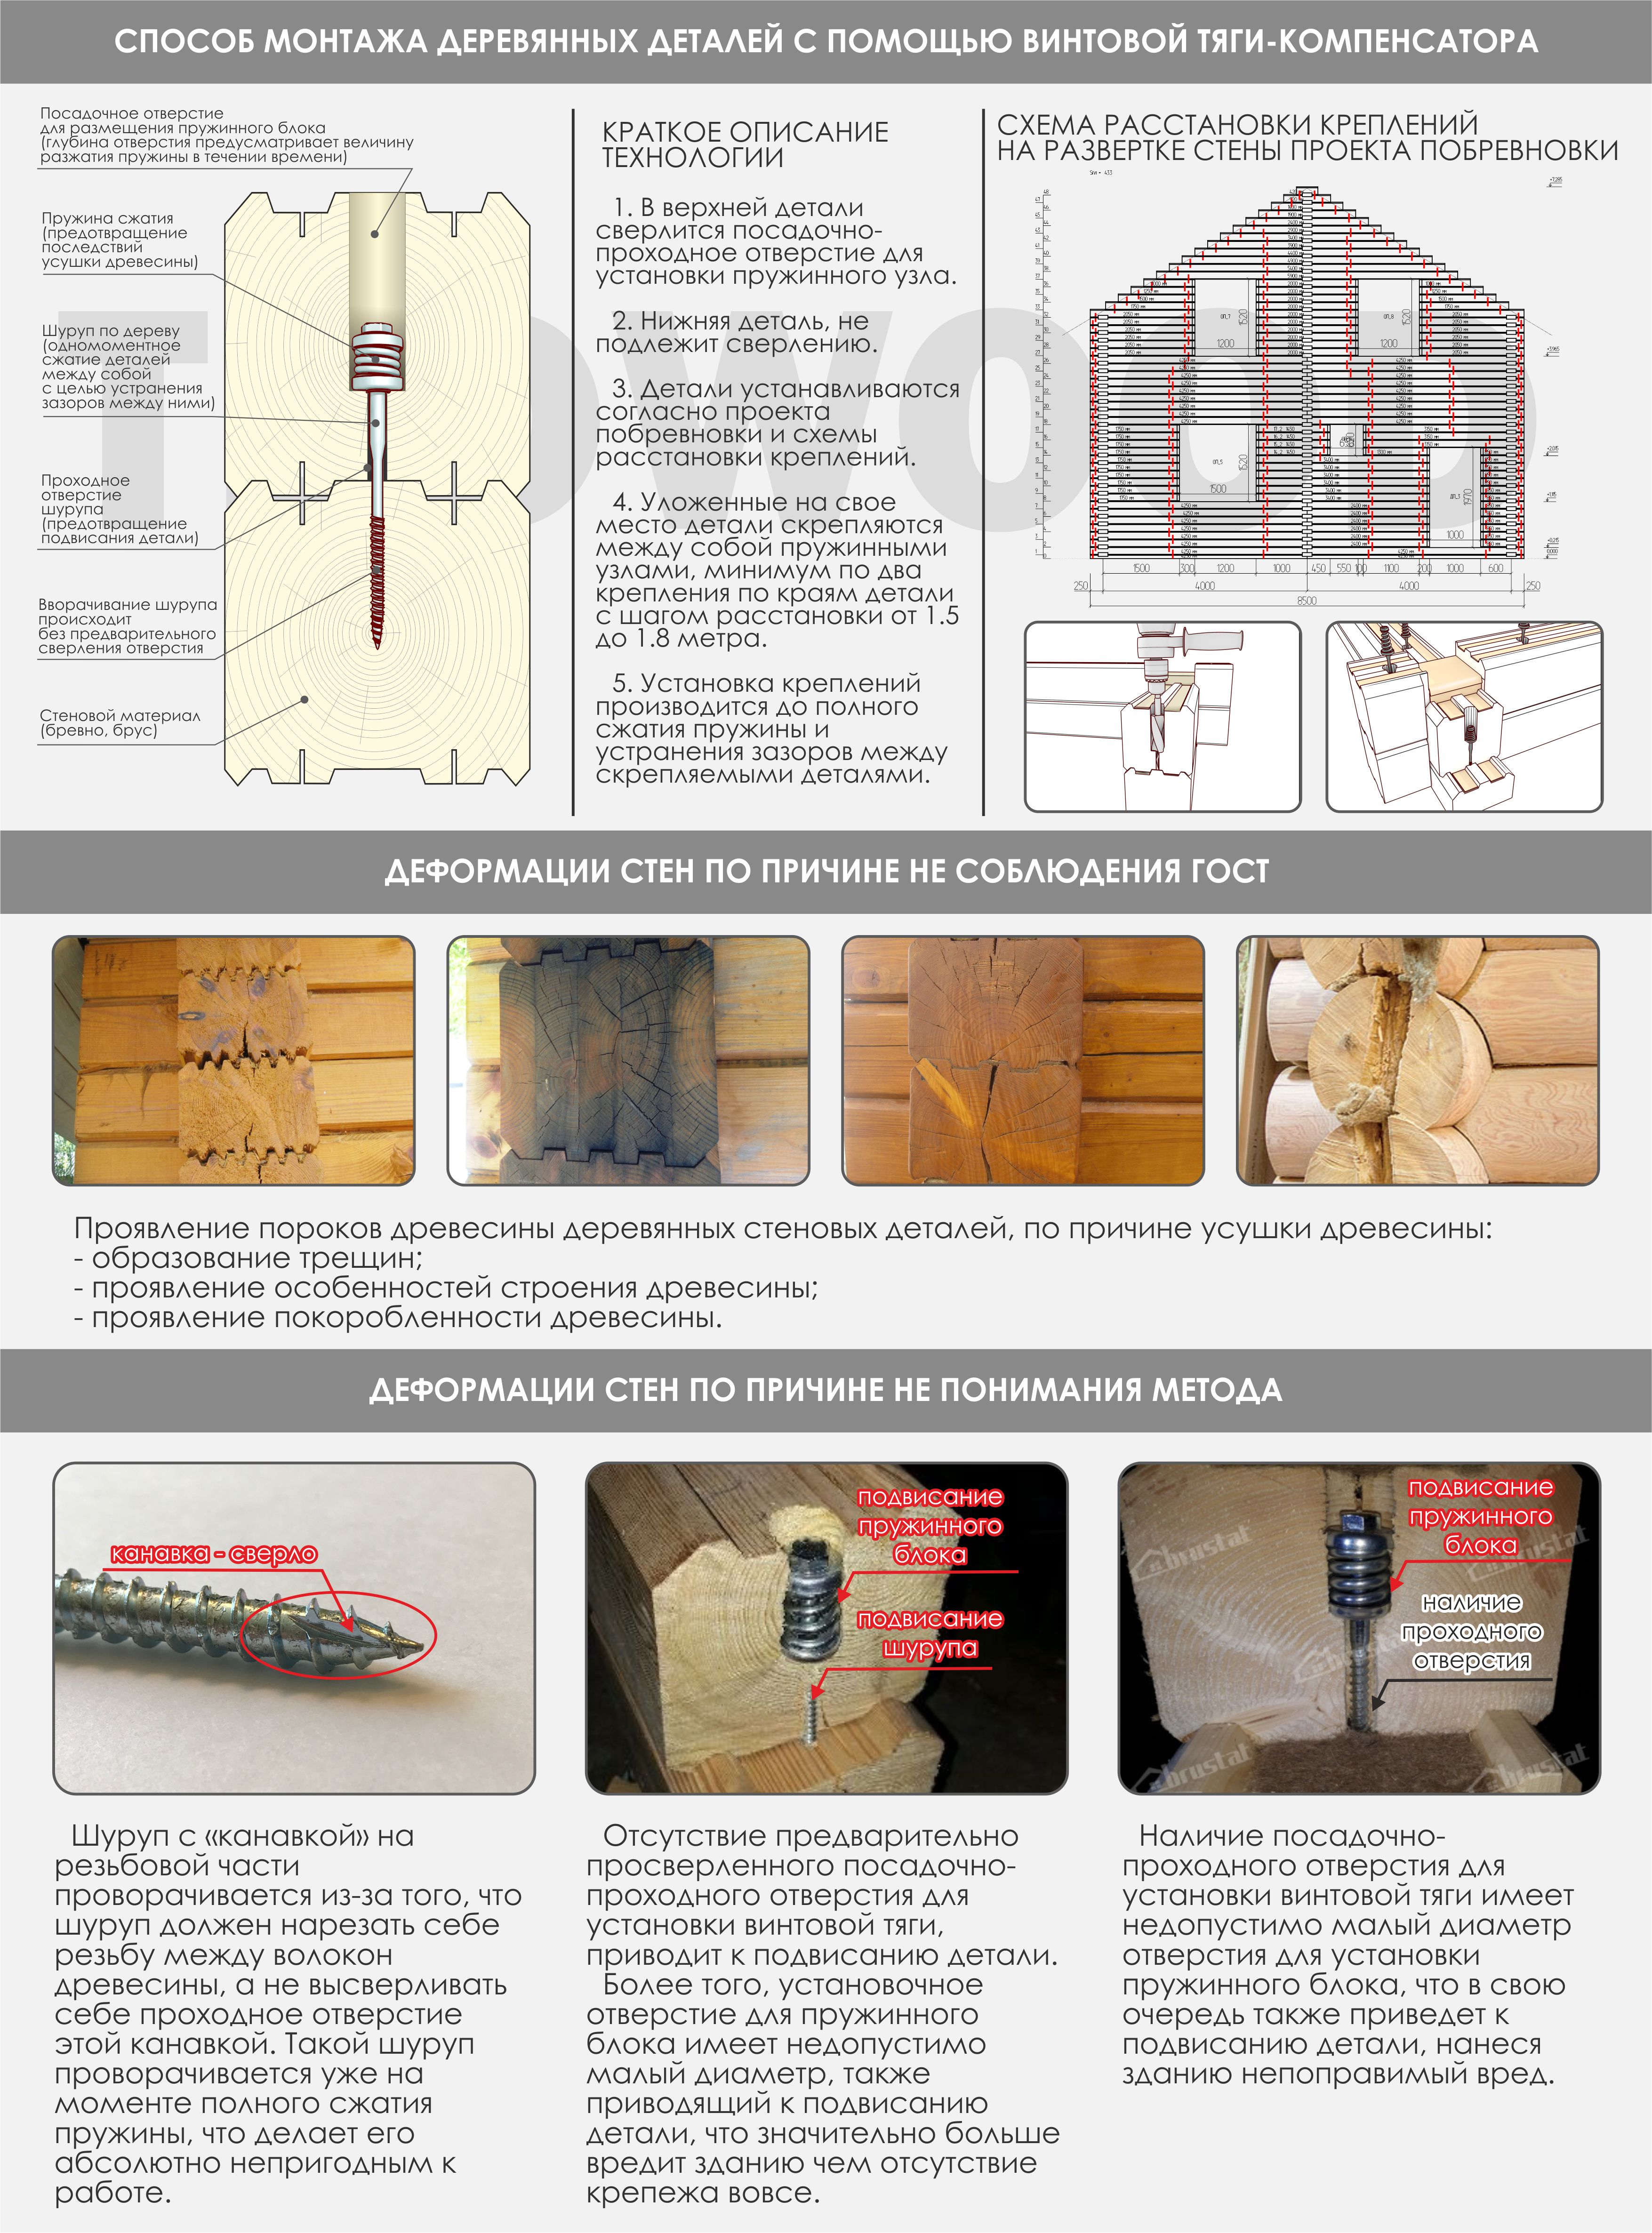 СПОСОБ МОНТАЖА ДЕРЕВЯННЫХ ДЕТАЛЕЙ С ПОМОЩЬЮ ВИНТОВОЙ ТЯГИ-КОМПЕНСАТОРА
Посадочное отверстие
для размещения пружинного блока
(глубина отверстия предусматривает величину
разжатия пружины в течении времени)
Пружина сжатия
(предотвращение
последствий
усушки древесины)
Шуруп по дереву
(одномоментное
сжатие деталей
между собой
с целью устранения
зазоров между ними)
Проходное
отверстие
шурупа
(предотвращение
подвисания детали)
Вворачивание шурупа
происходит
без предварительного
сверления отверстия
Стеновой материал
(бревно, брус)
КРАТКОЕ ОПИСАНИЕ
ТЕХНОЛОГИИ
1. В верхней детали
сверлится посадочно-
проходное отверстие для
установки пружинного узла.
2. Нижняя деталь, не
подлежит сверлению.
3. Детали устанавливаются
согласно проекта
побревновки и схемы
расстановки креплений.
4. Уложенные на свое
место детали скрепляются
между собой пружинными
узлами, минимум по два
крепления по краям детали
с шагом расстановки от 1.5
до 1.8 метра.
5. Установка креплений
производится до полного
сжатия пружины и
устранения зазоров между
скрепляемыми деталями.
СХЕМА РАССТАНОВКИ КРЕПЛЕНИЙ
НА РАЗВЕРТКЕ СТЕНЫ ПРОЕКТА ПОБРЕВНОВКИ
1520
1200
1520
1200
1520
1500
1970
1000
1500 300 1200 1000 450 550 100 1100 200 1000 600
250 4000 4000 250
8500
ДЕФОРМАЦИИ СТЕН ПО ПРИЧИНЕ НЕ СОБЛЮДЕНИЯ ГОСТ
Проявление пороков древесины деревянных стеновых деталей, по причине усушки древесины:
- образование трещин;
- проявление особенностей строения древесины;
- проявление покоробленности древесины.
ДЕФОРМАЦИИ СТЕН ПО ПРИЧИНЕ НЕ ПОНИМАНИЯ МЕТОДА
канавка - сверло
подвисание
пружинного
блока
подвисание
шурупа
подвисание
пружинного
блока
наличие
проходного
отверстия
brustat
brustat
brustat
brustat
brustat
Шуруп с «канавкой» на
резьбовой части
проворачивается из-за того, что
шуруп должен нарезать себе
резьбу между волокон
древесины, а не высверливать
себе проходное отверстие
этой канавкой. Такой шуруп
проворачивается уже на
моменте полного сжатия
пружины, что делает его
абсолютно непригодным к
работе.
Отсутствие предварительно
просверленного посадочно-
проходного отверстия для
установки винтовой тяги,
приводит к подвисанию детали.
Более того, установочное
отверстие для пружинного
блока имеет недопустимо
малый диаметр, также
приводящий к подвисанию
детали, что значительно больше
вредит зданию чем отсутствие
крепежа вовсе.
Наличие посадочно-
проходного отверстия для
установки винтовой тяги имеет
недопустимо малый диаметр
отверстия для установки
пружинного блока, что в свою
очередь также приведет к
подвисанию детали, нанеся
зданию непоправимый вред.